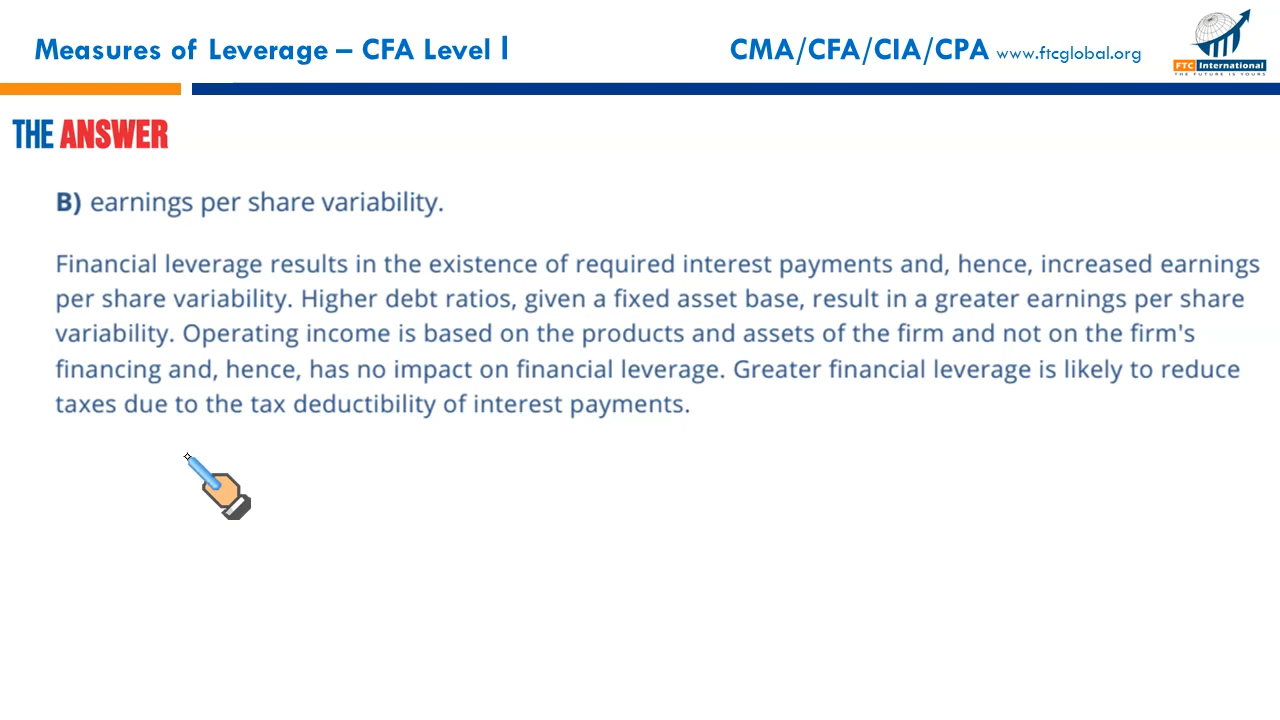 Measures of Leverage – CFA Level I
CMA/CFA/CIA/CPA www.ftcglobal.org
FTC International
THE FUTURE IS YOURS
THE ANSWER
B) earnings per share variability.
Financial leverage results in the existence of required interest payments and, hence, increased earnings
per share variability. Higher debt ratios, given a fixed asset base, result in a greater earnings per share
variability. Operating income is based on the products and assets of the firm and not on the firm's
financing and, hence, has no impact on financial leverage. Greater financial leverage is likely to reduce
taxes due to the tax deductibility of interest payments.